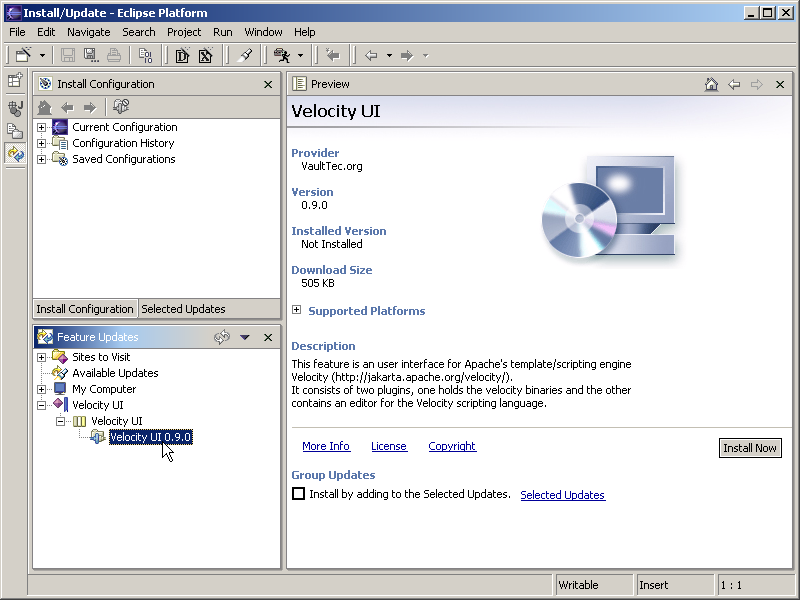 Install/Update - Eclipse Platform
File Edit Navigate Search Project Run Window Help
Install Configuration
Current Configuration
Configuration History
Saved Configurations
Install Configuration Selected Updates
Feature Updates
Sites to Visit
Available Updates
My Computer
Velocity UI
Velocity UI
Velocity UI 0.9.0
Preview
Velocity UI
Provider
VaultTec.org
Version
0.9.0
Installed Version
Not Installed
Download Size
505 KB
Supported Platforms
Description
This feature is an user interface for Apache's template/scripting engine
Velocity (http://jakarta.apache.org/velocity/).
It consists of two plugins, one holds the velocity binaries and the other
contains an editor for the Velocity scripting language.
More Info License Copyright Install Now
Group Updates
Install by adding to the Selected Updates. Selected Updates
Writable Insert 1 : 1